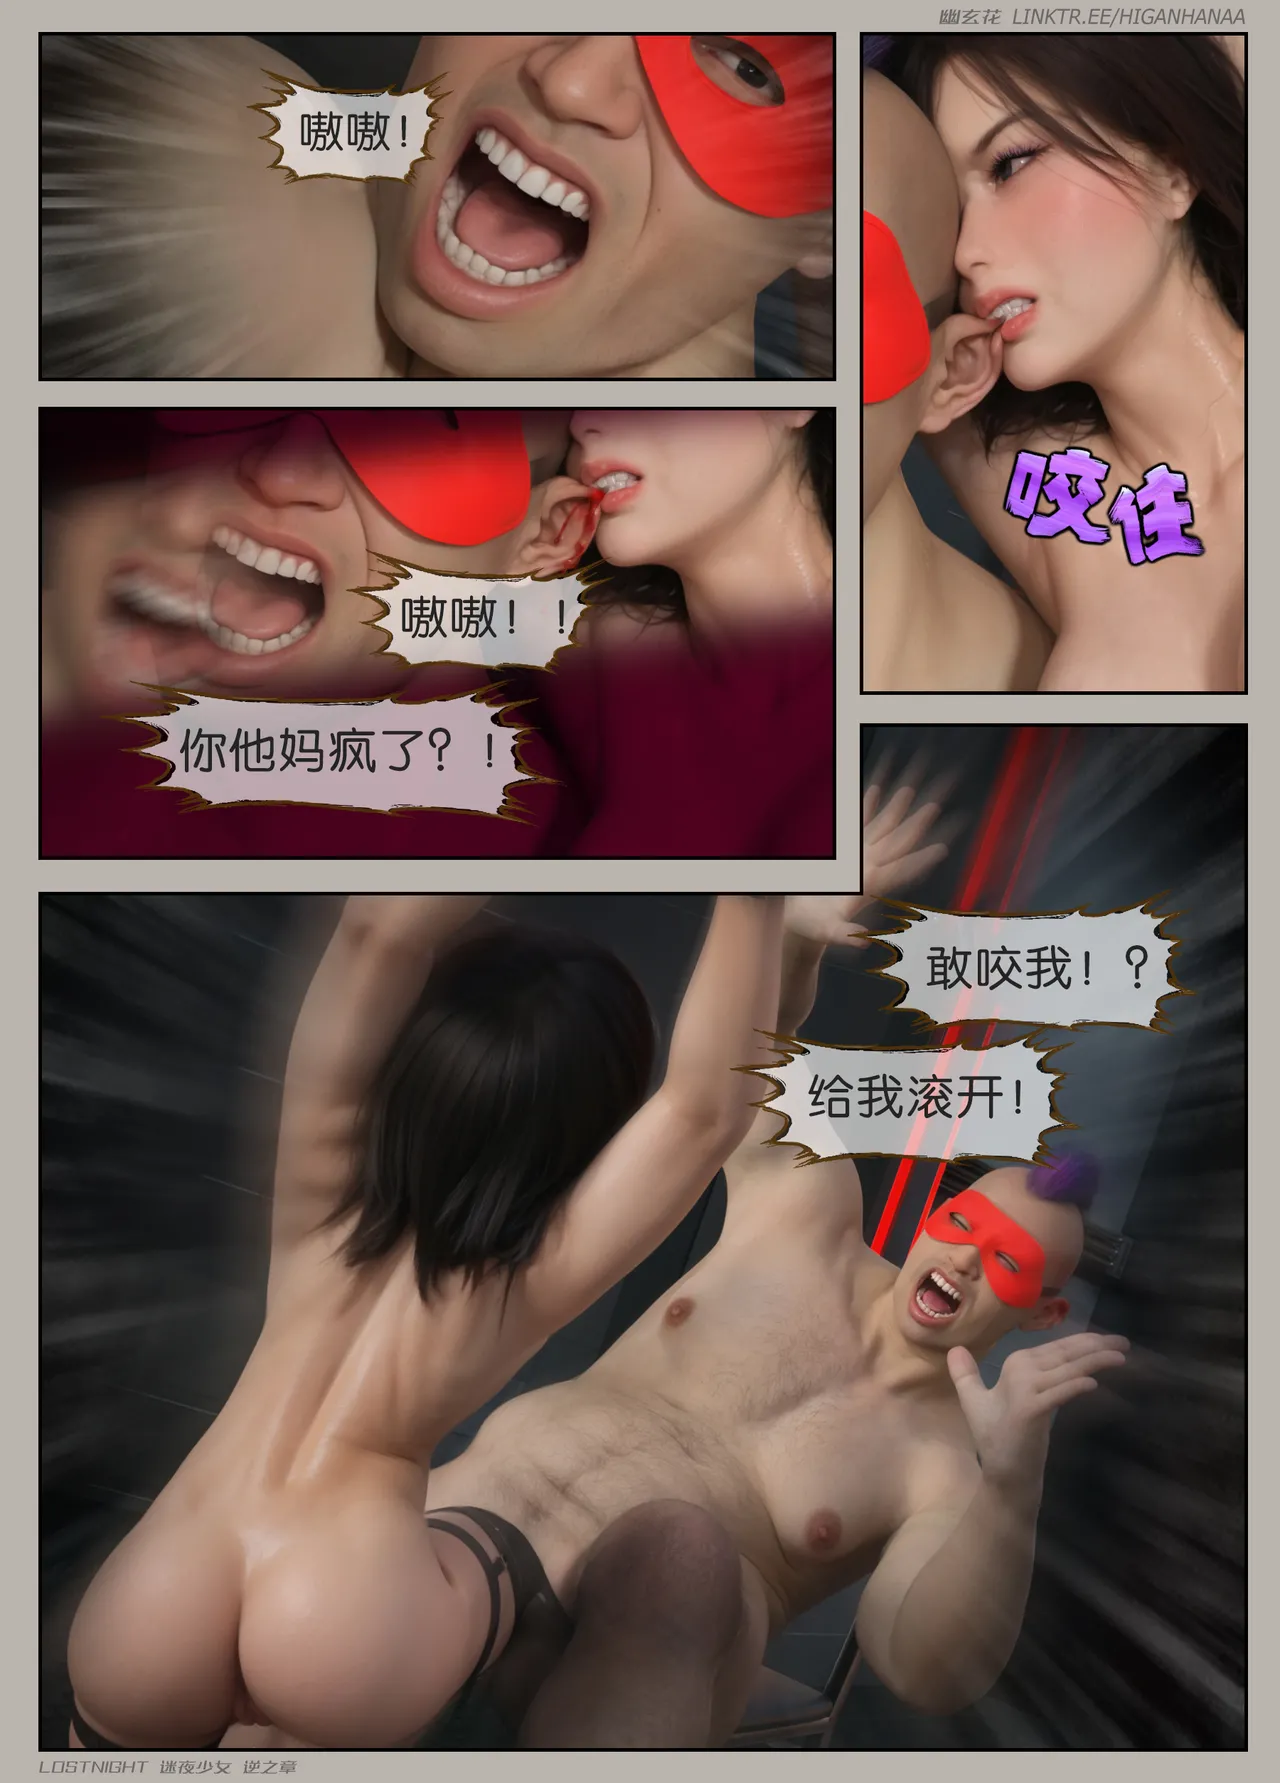 幽玄花 LINKTR.EE/HIGANHANAA
嗷嗷！
咬住
嗷嗷！！
你他妈疯了？！
敢咬我！？
给我滚开！
LOSTNIGHT 迷夜少女 逆之章